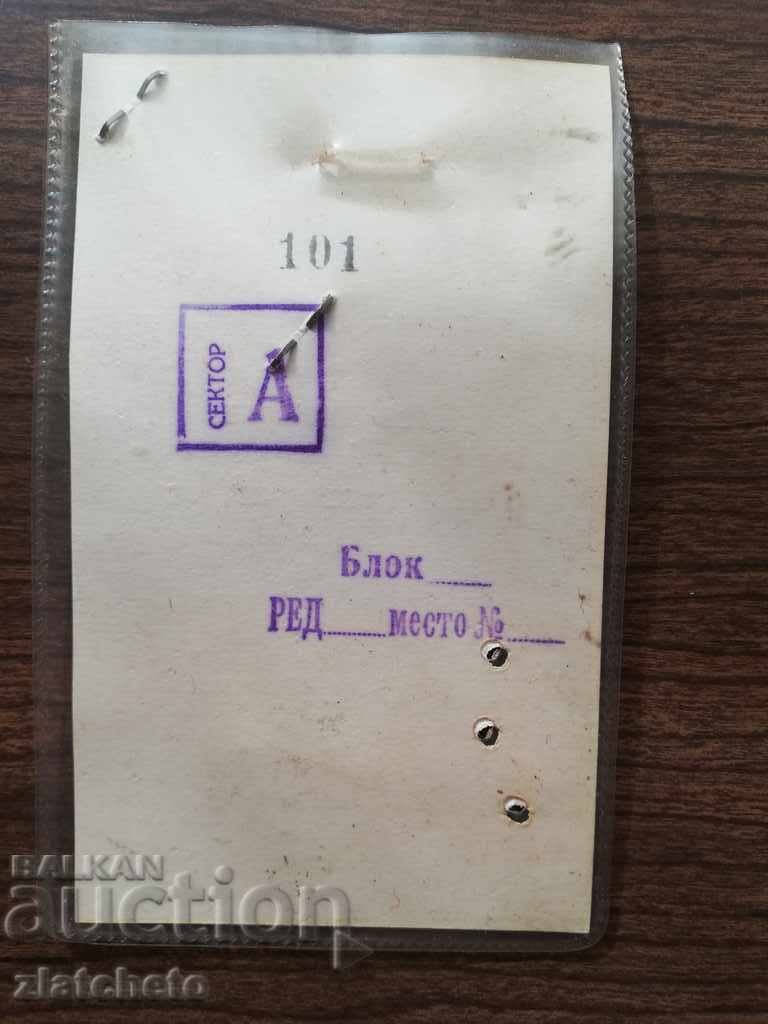 101
СЕКТОР
А
Блок
РЕД место №
BALKAN
auction
zlatcheto